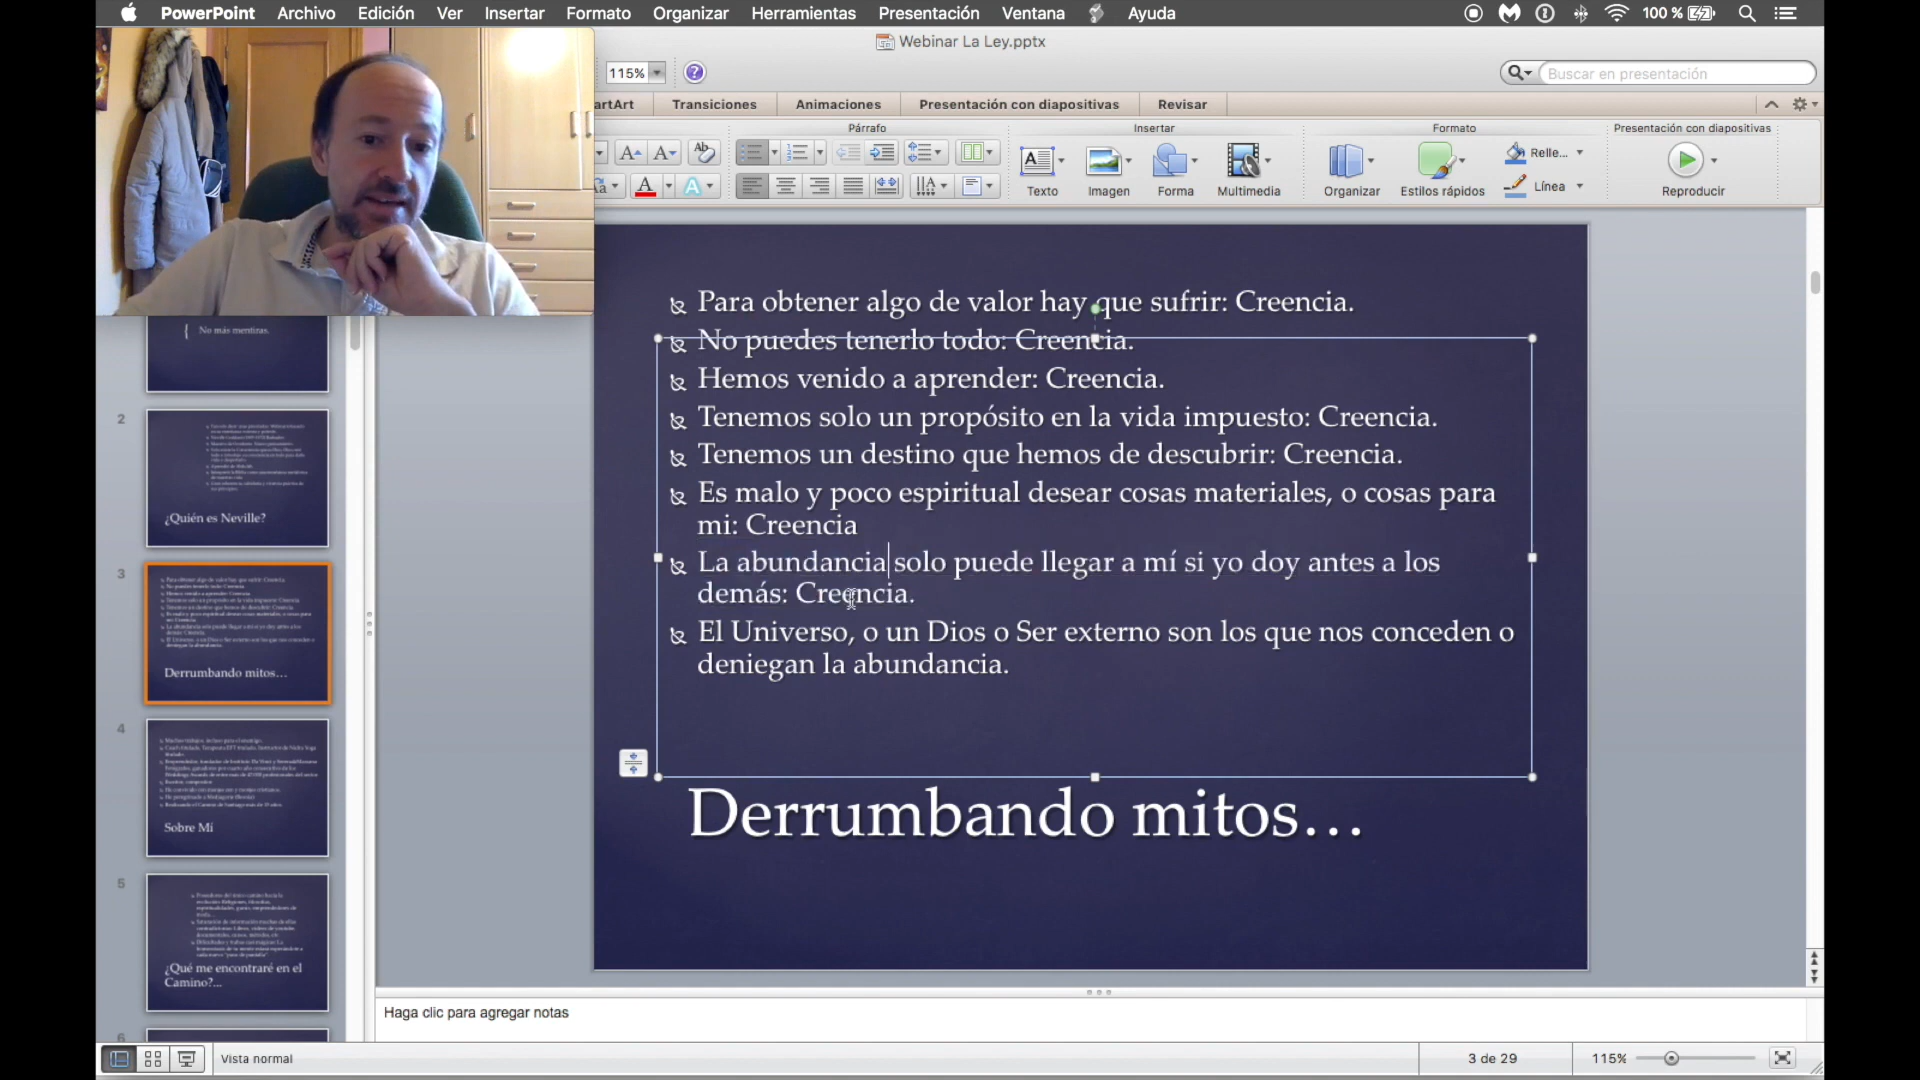 PowerPoint Archivo Edición Ver Insertar Formato Organizar Herramientas Presentación Ventana Ayuda 100 %
Webinar La Ley.pptx
115% Buscar en presentación
artArt Transiciones Animaciones Presentación con diapositivas Revisar
Párrafo Insertar Formato Presentación con diapositivas
Relle...
Línea
Texto Imagen Forma Multimedia Organizar Estilos rápidos Reproducir
No más mentiras.
2
¿Quién es Neville?
3
Derrumbando mitos...
4
Sobre Mí
5
¿Qué me encontraré en el
Camino?...
6
Para obtener algo de valor hay que sufrir: Creencia.
No puedes tenerlo todo: Creencia.
Hemos venido a aprender: Creencia.
Tenemos solo un propósito en la vida impuesto: Creencia.
Tenemos un destino que hemos de descubrir: Creencia.
Es malo y poco espiritual desear cosas materiales, o cosas para
mi: Creencia
La abundancia solo puede llegar a mí si yo doy antes a los
demás: Creencia.
El Universo, o un Dios o Ser externo son los que nos conceden o
deniegan la abundancia.
Derrumbando mitos...
Haga clic para agregar notas
Vista normal 3 de 29 115%